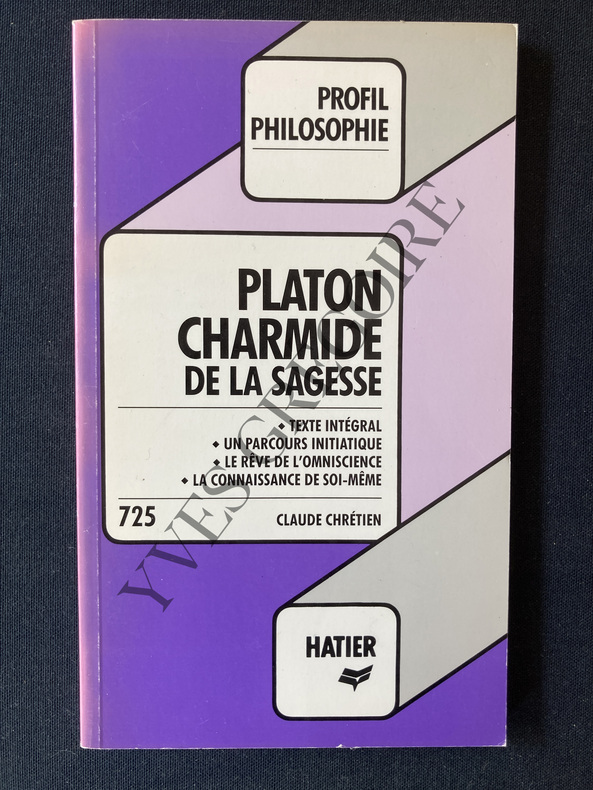 PROFIL
PHILOSOPHIE
PLATON
CHARMIDE
DE LA SAGESSE
◆ TEXTE INTÉGRAL
◆ UN PARCOURS INITIATIQUE
◆ LE RÊVE DE L'OMNISCIENCE
◆ LA CONNAISSANCE DE SOI-MÊME
725 CLAUDE CHRÉTIEN
HATIER
YVES GREGOIRE